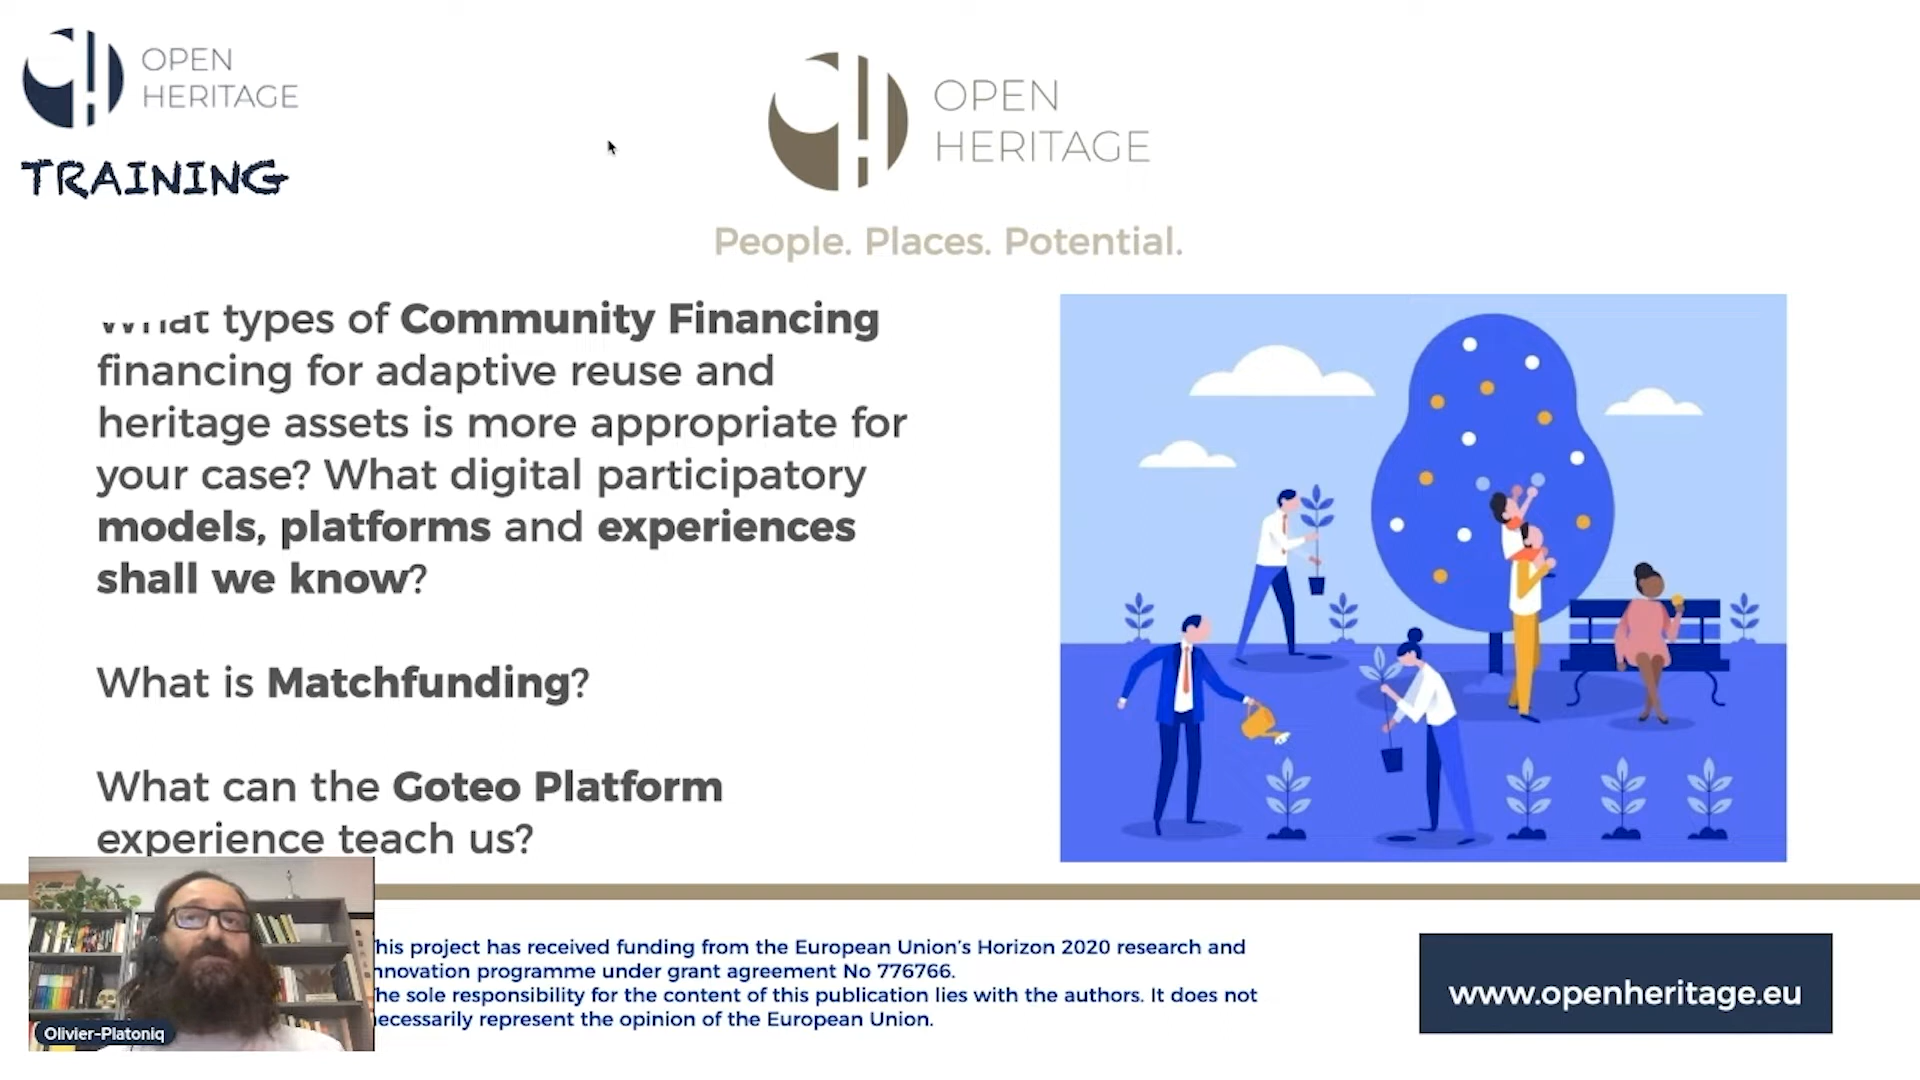 OPEN
HERITAGE
TRAINING
OPEN
HERITAGE
People. Places. Potential.
What types of Community Financing
financing for adaptive reuse and
heritage assets is more appropriate for
your case? What digital participatory
models, platforms and experiences
shall we know?
What is Matchfunding?
What can the Goteo Platform
experience teach us?
This project has received funding from the European Union's Horizon 2020 research and
innovation programme under grant agreement No 776766.
The sole responsibility for the content of this publication lies with the authors. It does not
necessarily represent the opinion of the European Union.
www.openheritage.eu
Olivier-Platoniq